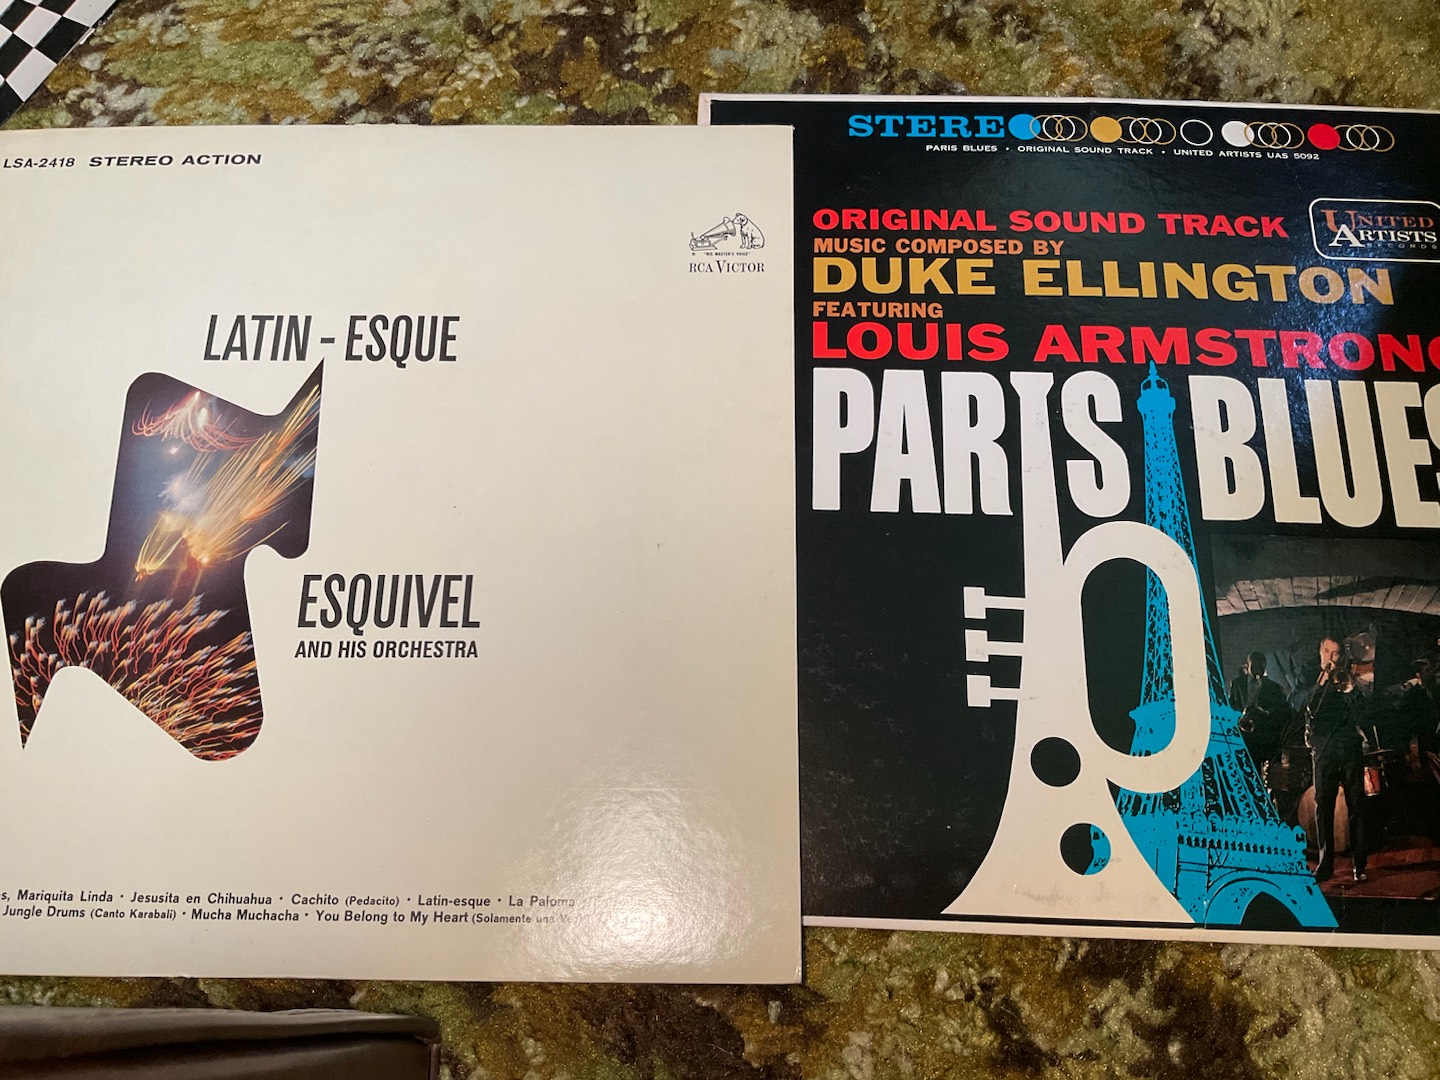 LSA-2418 STEREO ACTION
"HIS MASTER'S VOICE"
RCA VICTOR
LATIN-ESQUE
ESQUIVEL
AND HIS ORCHESTRA
Mariquita Linda • Jesusita en Chihuahua • Cachito (Pedacito) • Latin-esque • La Paloma
Jungle Drums (Canto Karabali) • Mucha Muchacha • You Belong to My Heart (Solamente una
STEREO
PARIS BLUES • ORIGINAL SOUND TRACK • UNITED ARTISTS UAS 5092
UNITED
ARTISTS
RECORDS
ORIGINAL SOUND TRACK
MUSIC COMPOSED BY
DUKE ELLINGTON
FEATURING
LOUIS ARMSTRONG
PARIS BLUES